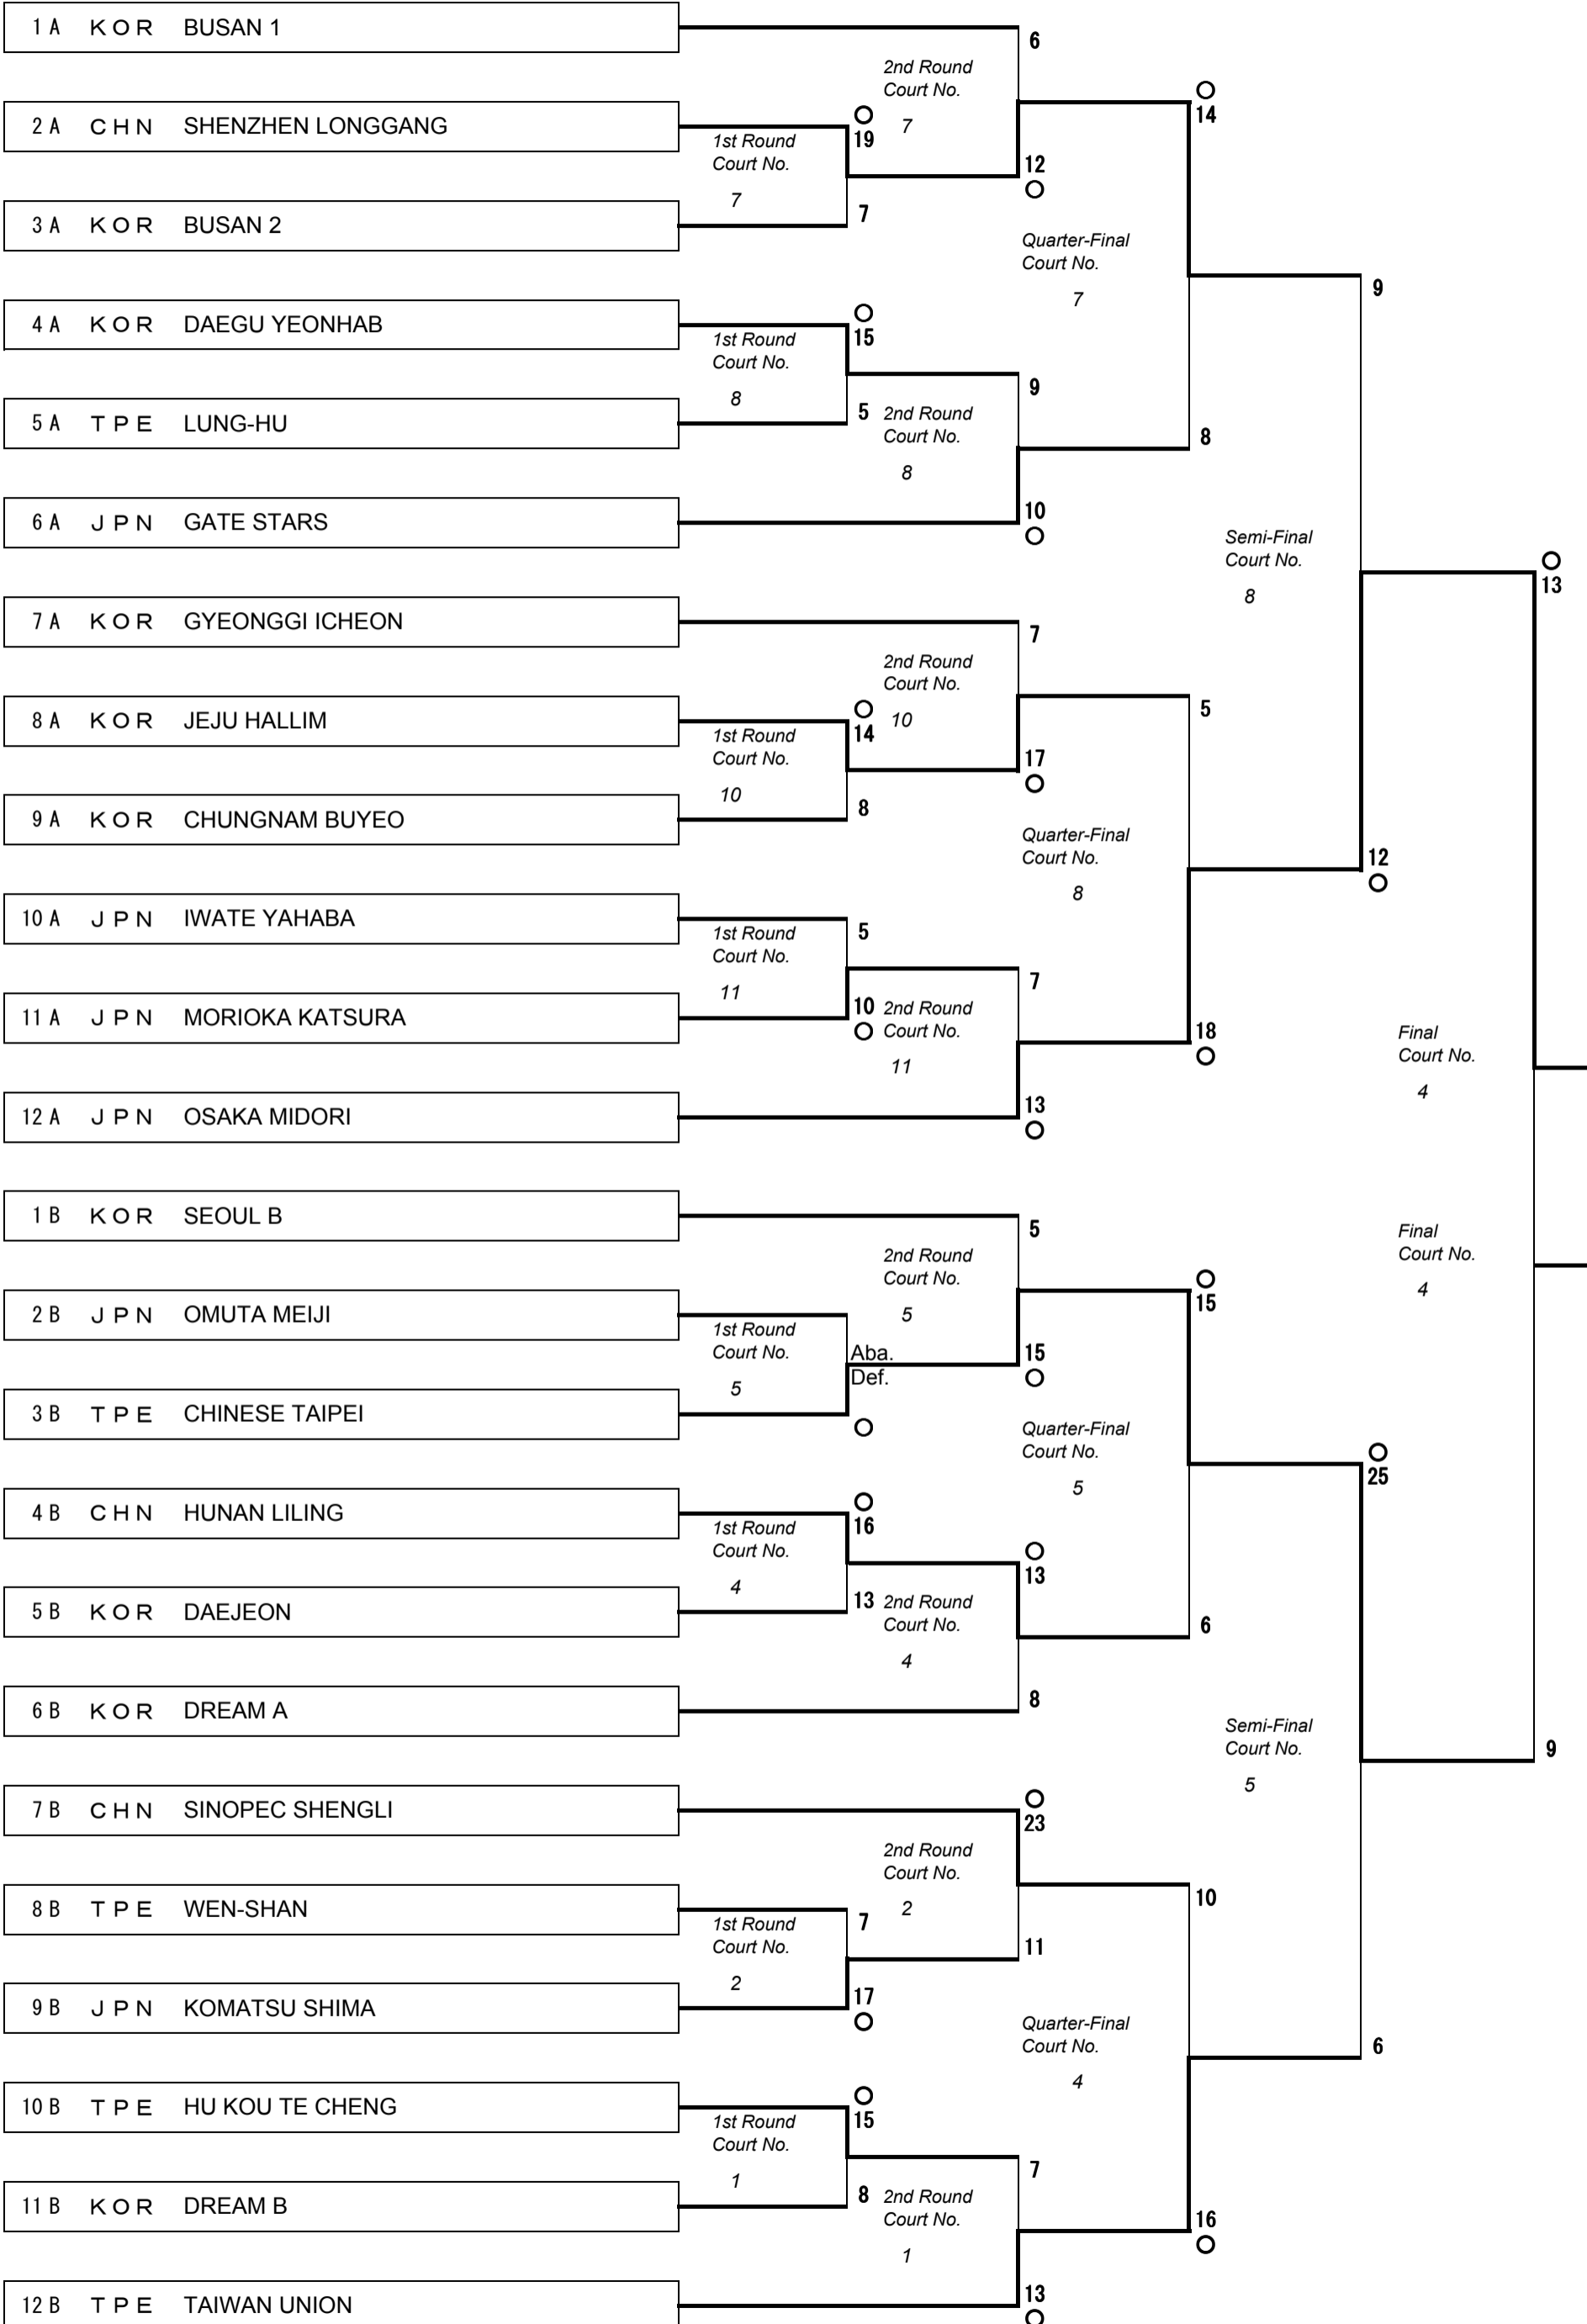 1 A KOR BUSAN 1
6
2nd Round
Court No.
7
14
2 A CHN SHENZHEN LONGGANG
19
1st Round
Court No.
7
12
3 A KOR BUSAN 2
7
Quarter-Final
Court No.
7
9
4 A KOR DAEGU YEONHAB
15
1st Round
Court No.
8
9
5 A TPE LUNG-HU
5
2nd Round
Court No.
8
8
6 A JPN GATE STARS
10
Semi-Final
Court No.
8
13
7 A KOR GYEONGGI ICHEON
7
2nd Round
Court No.
10
5
8 A KOR JEJU HALLIM
14
1st Round
Court No.
10
17
9 A KOR CHUNGNAM BUYEO
8
Quarter-Final
Court No.
8
12
10 A JPN IWATE YAHABA
5
1st Round
Court No.
11
7
11 A JPN MORIOKA KATSURA
10
2nd Round
Court No.
11
18
Final
Court No.
4
12 A JPN OSAKA MIDORI
13
1 B KOR SEOUL B
5
Final
Court No.
4
2nd Round
Court No.
5
15
2 B JPN OMUTA MEIJI
1st Round
Court No.
5
Aba.
Def.
15
3 B TPE CHINESE TAIPEI
Quarter-Final
Court No.
5
25
4 B CHN HUNAN LILING
16
1st Round
Court No.
4
13
5 B KOR DAEJEON
13
2nd Round
Court No.
4
6
6 B KOR DREAM A
8
Semi-Final
Court No.
5
9
7 B CHN SINOPEC SHENGLI
23
2nd Round
Court No.
2
10
8 B TPE WEN-SHAN
7
1st Round
Court No.
2
11
9 B JPN KOMATSU SHIMA
17
Quarter-Final
Court No.
4
6
10 B TPE HU KOU TE CHENG
15
1st Round
Court No.
1
7
11 B KOR DREAM B
8
2nd Round
Court No.
1
16
12 B TPE TAIWAN UNION
13